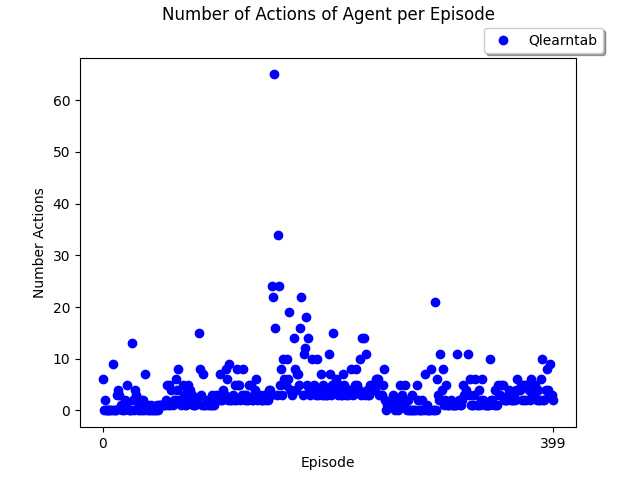 Number of Actions of Agent per Episode
Qlearntab
60
50
40
30
20
10
0
Number Actions
0
399
Episode